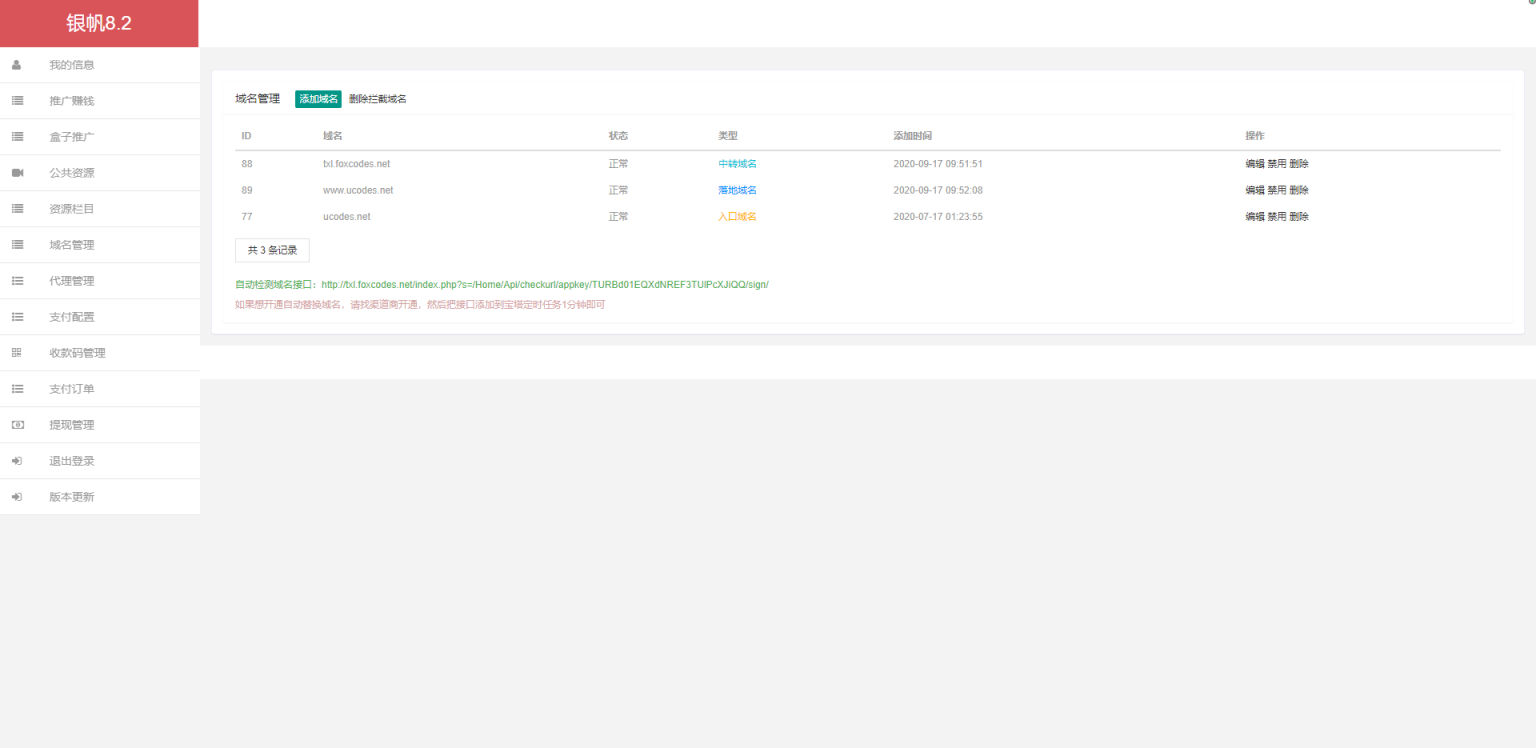 银帆8.2
我的信息
推广赚钱
盒子推广
公共资源
资源栏目
域名管理
代理管理
支付配置
收款码管理
支付订单
提现管理
退出登录
版本更新
域名管理 添加域名 删除拦截域名
ID 域名 状态 类型 添加时间 操作
88 txl.foxcodes.net 正常 中转域名 2020-09-17 09:51:51 编辑 禁用 删除
89 www.ucodes.net 正常 落地域名 2020-09-17 09:52:08 编辑 禁用 删除
77 ucodes.net 正常 入口域名 2020-07-17 01:23:55 编辑 禁用 删除
共 3 条记录
自动检测域名接口：http://txl.foxcodes.net/index.php?s=/Home/Api/checkurl/appkey/TURBd01EQXdNREF3TUlPcXJiQQ/sign/
如果想开通自动替换域名，请找渠道商开通，然后把接口添加到宝塔定时任务1分钟即可